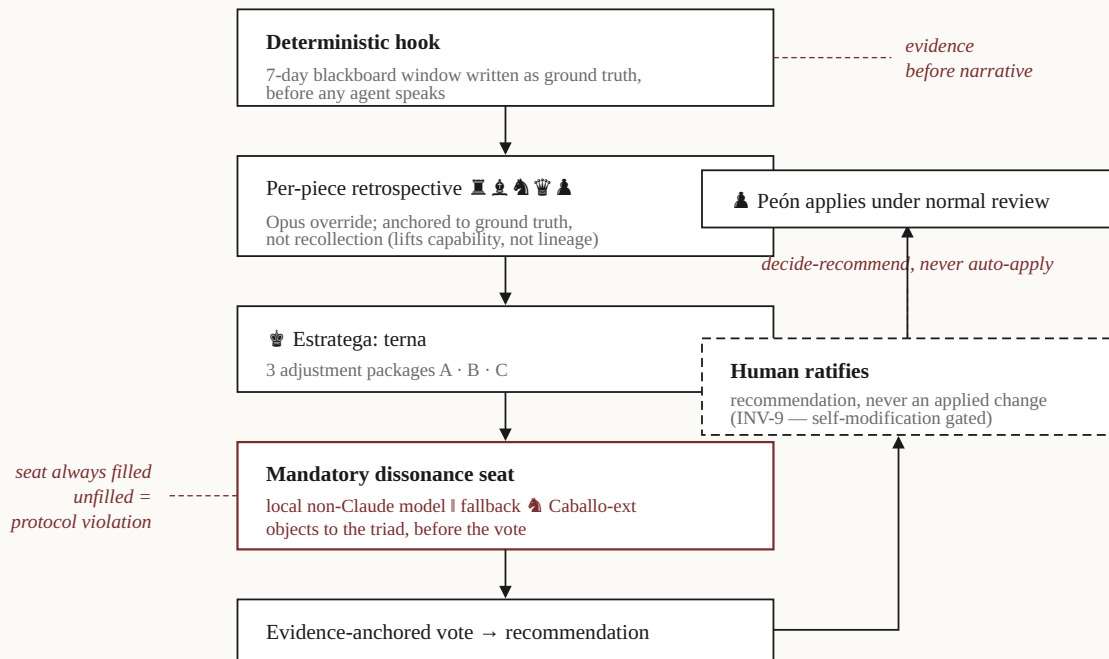 Deterministic hook
7-day blackboard window written as ground truth,
before any agent speaks
evidence
before narrative
Per-piece retrospective ♜♝♞♛♟
Opus override; anchored to ground truth,
not recollection (lifts capability, not lineage)
♟ Peón applies under normal review
decide-recommend, never auto-apply
♚ Estratega: terna
3 adjustment packages A · B · C
Human ratifies
recommendation, never an applied change
(INV-9 — self-modification gated)
seat always filled
unfilled =
protocol violation
Mandatory dissonance seat
local non-Claude model ‖ fallback ♞ Caballo-ext
objects to the triad, before the vote
Evidence-anchored vote → recommendation